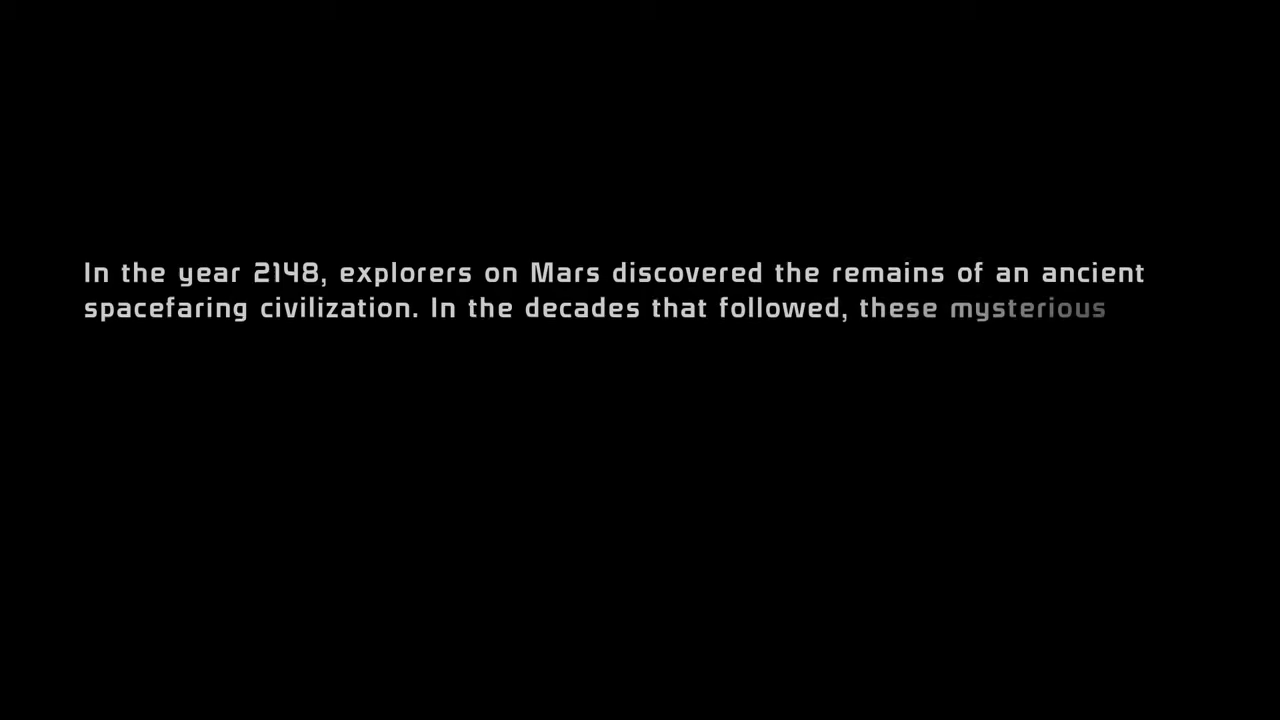 In the year 2148, explorers on Mars discovered the remains of an ancient
spacefaring civilization. In the decades that followed, these mysterious